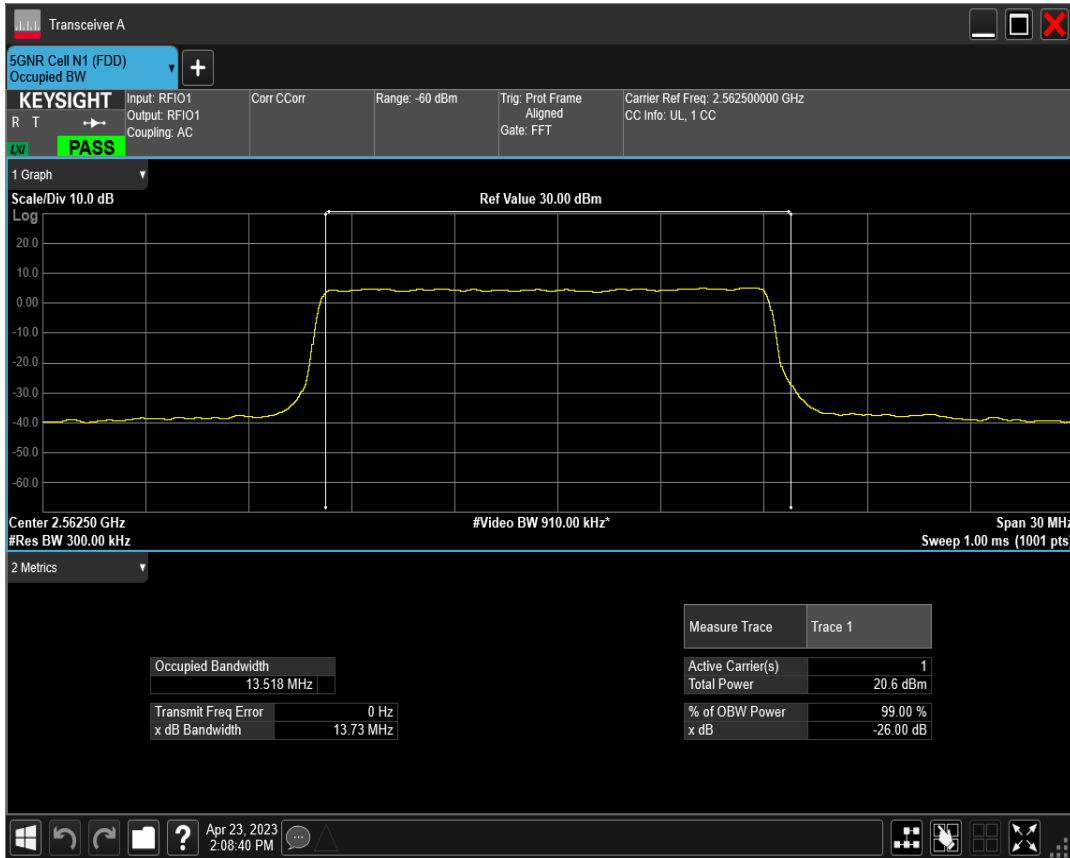 Transceiver A
5GNR Cell N1 (FDD)
Occupied BW
KEYSIGHT
R T
LXI
PASS
Input: RFIO1
Output: RFIO1
Coupling: AC
Corr CCorr
Range: -60 dBm
Trig: Prot Frame
Aligned
Gate: FFT
Carrier Ref Freq: 2.562500000 GHz
CC Info: UL, 1 CC
1 Graph
Scale/Div 10.0 dB
Ref Value 30.00 dBm
Log
20.0
10.0
0.00
-10.0
-20.0
-30.0
-40.0
-50.0
-60.0
Center 2.56250 GHz
#Video BW 910.00 kHz*
Span 30 MHz
#Res BW 300.00 kHz
Sweep 1.00 ms (1001 pts)
2 Metrics
Measure Trace Trace 1
Occupied Bandwidth
13.518 MHz
Active Carrier(s) 1
Total Power 20.6 dBm
Transmit Freq Error 0 Hz
x dB Bandwidth 13.73 MHz
% of OBW Power 99.00 %
x dB -26.00 dB
?
Apr 23, 2023
2:08:40 PM